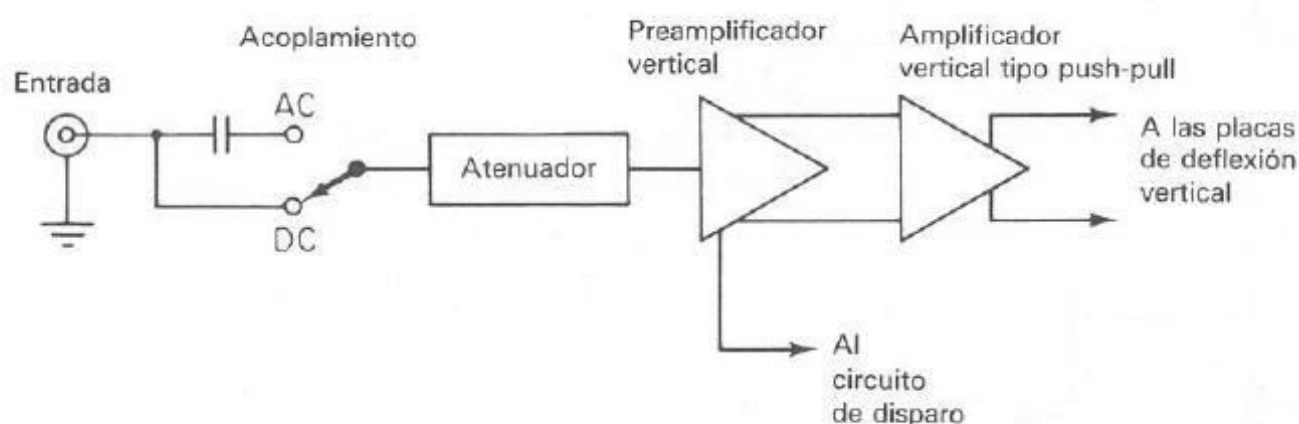 Acoplamiento
Entrada
AC
DC
Atenuador
Preamplificador
vertical
Amplificador
vertical tipo push-pull
A las placas
de deflexión
vertical
Al
circuito
de disparo